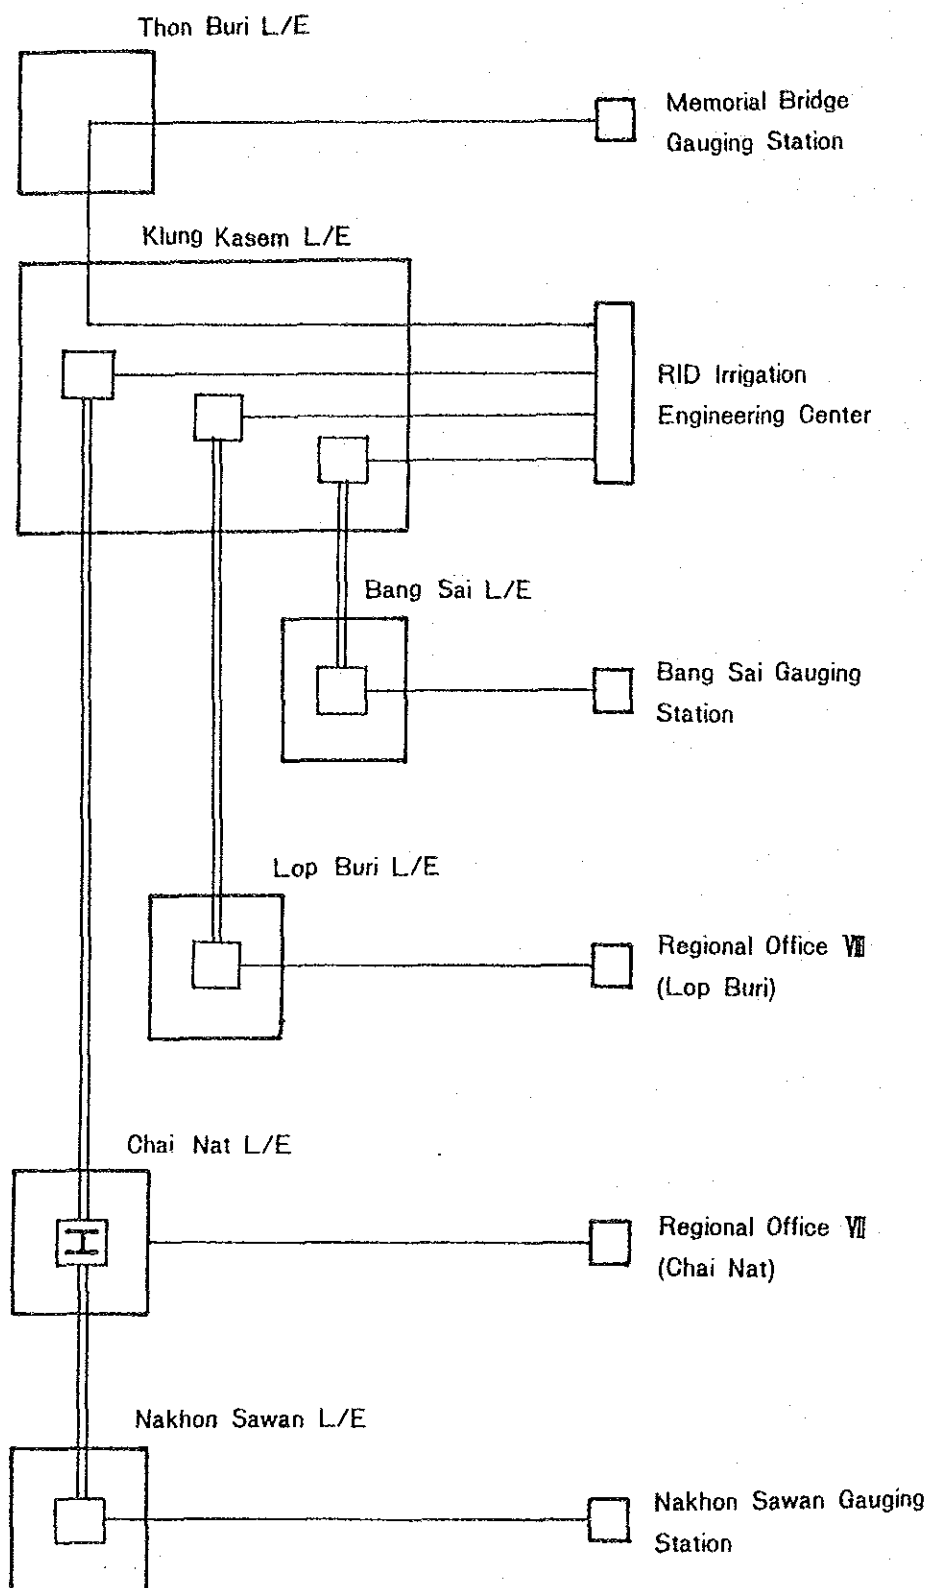 Thon Buri L/E
Memorial Bridge
Gauging Station
Klung Kasem L/E
RID Irrigation
Engineering Center
Bang Sai L/E
Bang Sai Gauging
Station
Lop Buri L/E
Regional Office Ⅷ
(Lop Buri)
Chai Nat L/E
Regional Office Ⅶ
(Chai Nat)
Nakhon Sawan L/E
Nakhon Sawan Gauging
Station